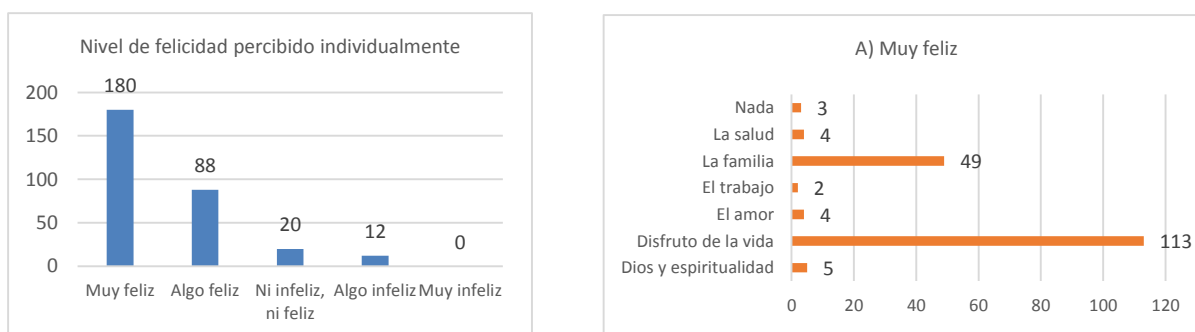 Nivel de felicidad percibido individualmente
200
150
100
50
0
180
88
20
12
0
Muy feliz
Algo feliz
Ni infeliz,
ni feliz
Algo infeliz
Muy infeliz
A) Muy feliz
Nada 3
La salud 4
La familia 49
El trabajo 2
El amor 4
Disfruto de la vida 113
Dios y espiritualidad 5
0 20 40 60 80 100 120